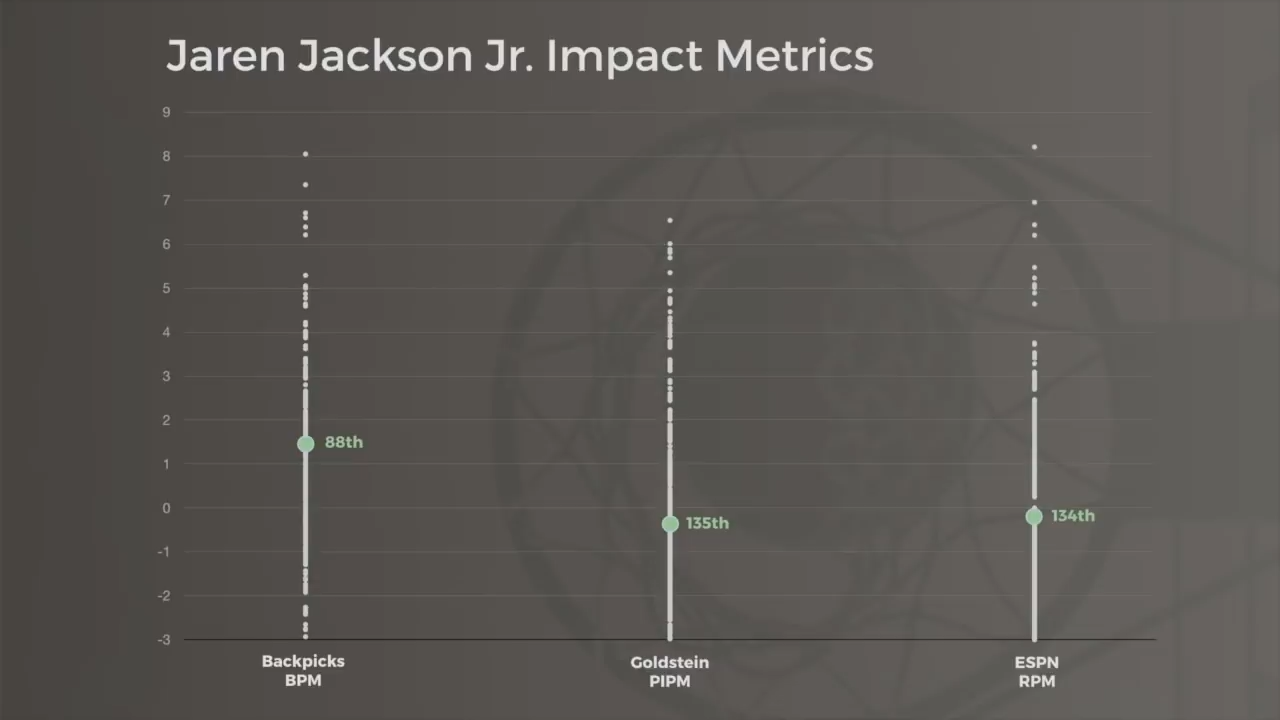 Jaren Jackson Jr. Impact Metrics
9
8
7
6
5
4
3
2
1
0
-1
-2
-3
88th
135th
134th
Backpicks
BPM
Goldstein
PIPM
ESPN
RPM